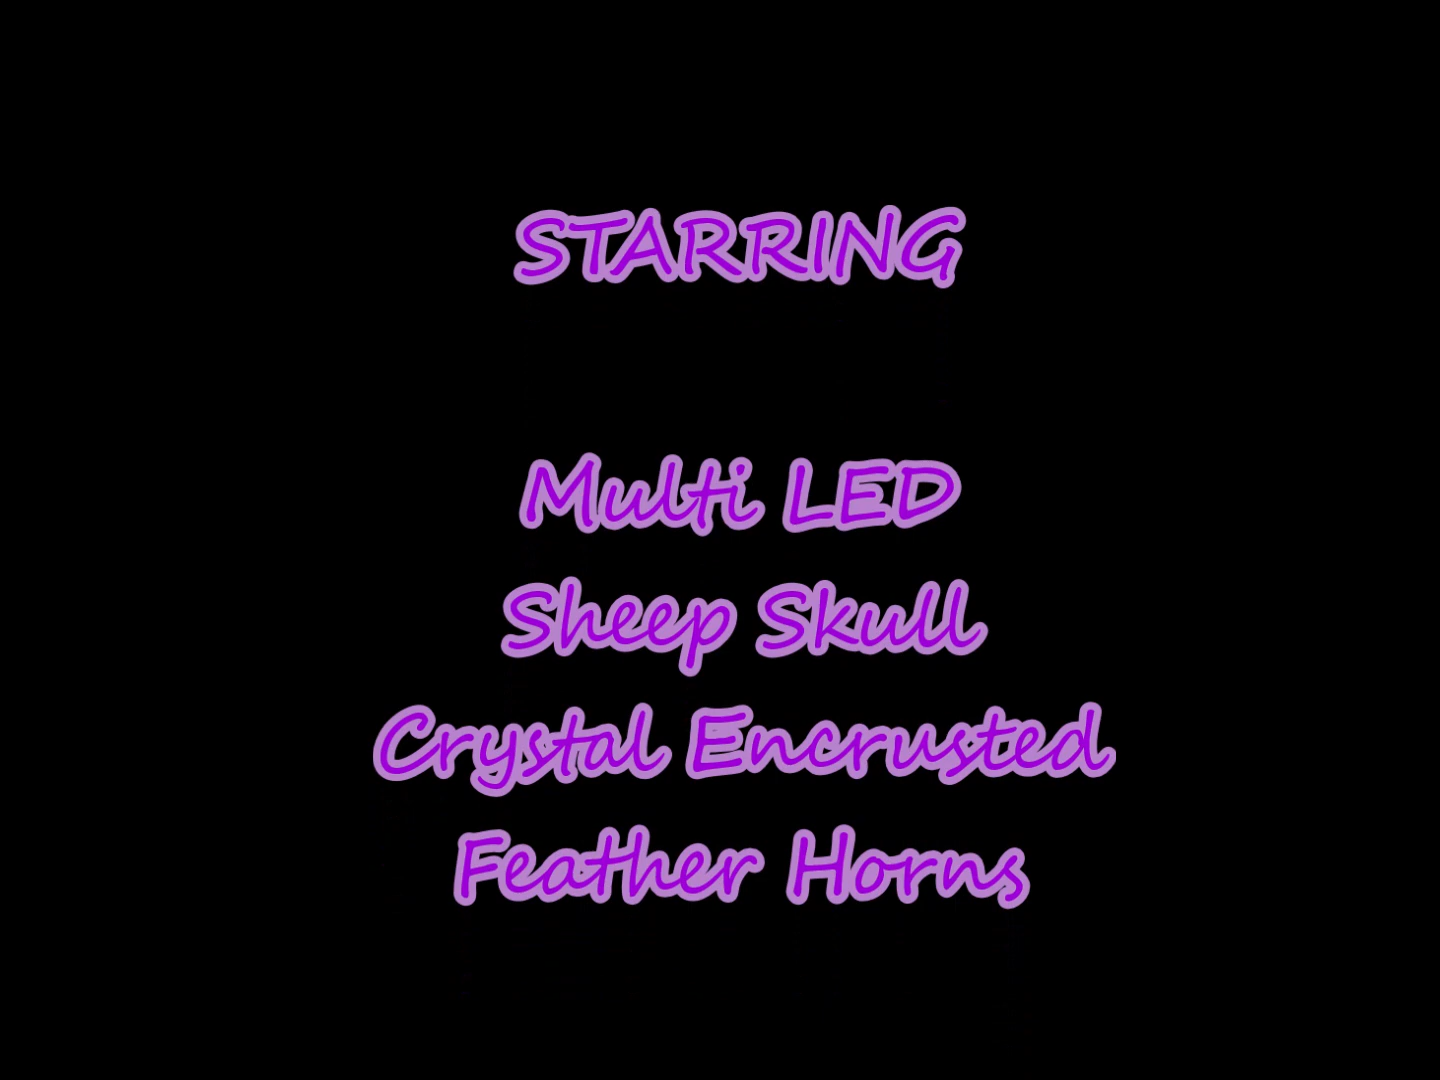 STARRING
Multi LED
Sheep Skull
Crystal Encrusted
Feather Horns